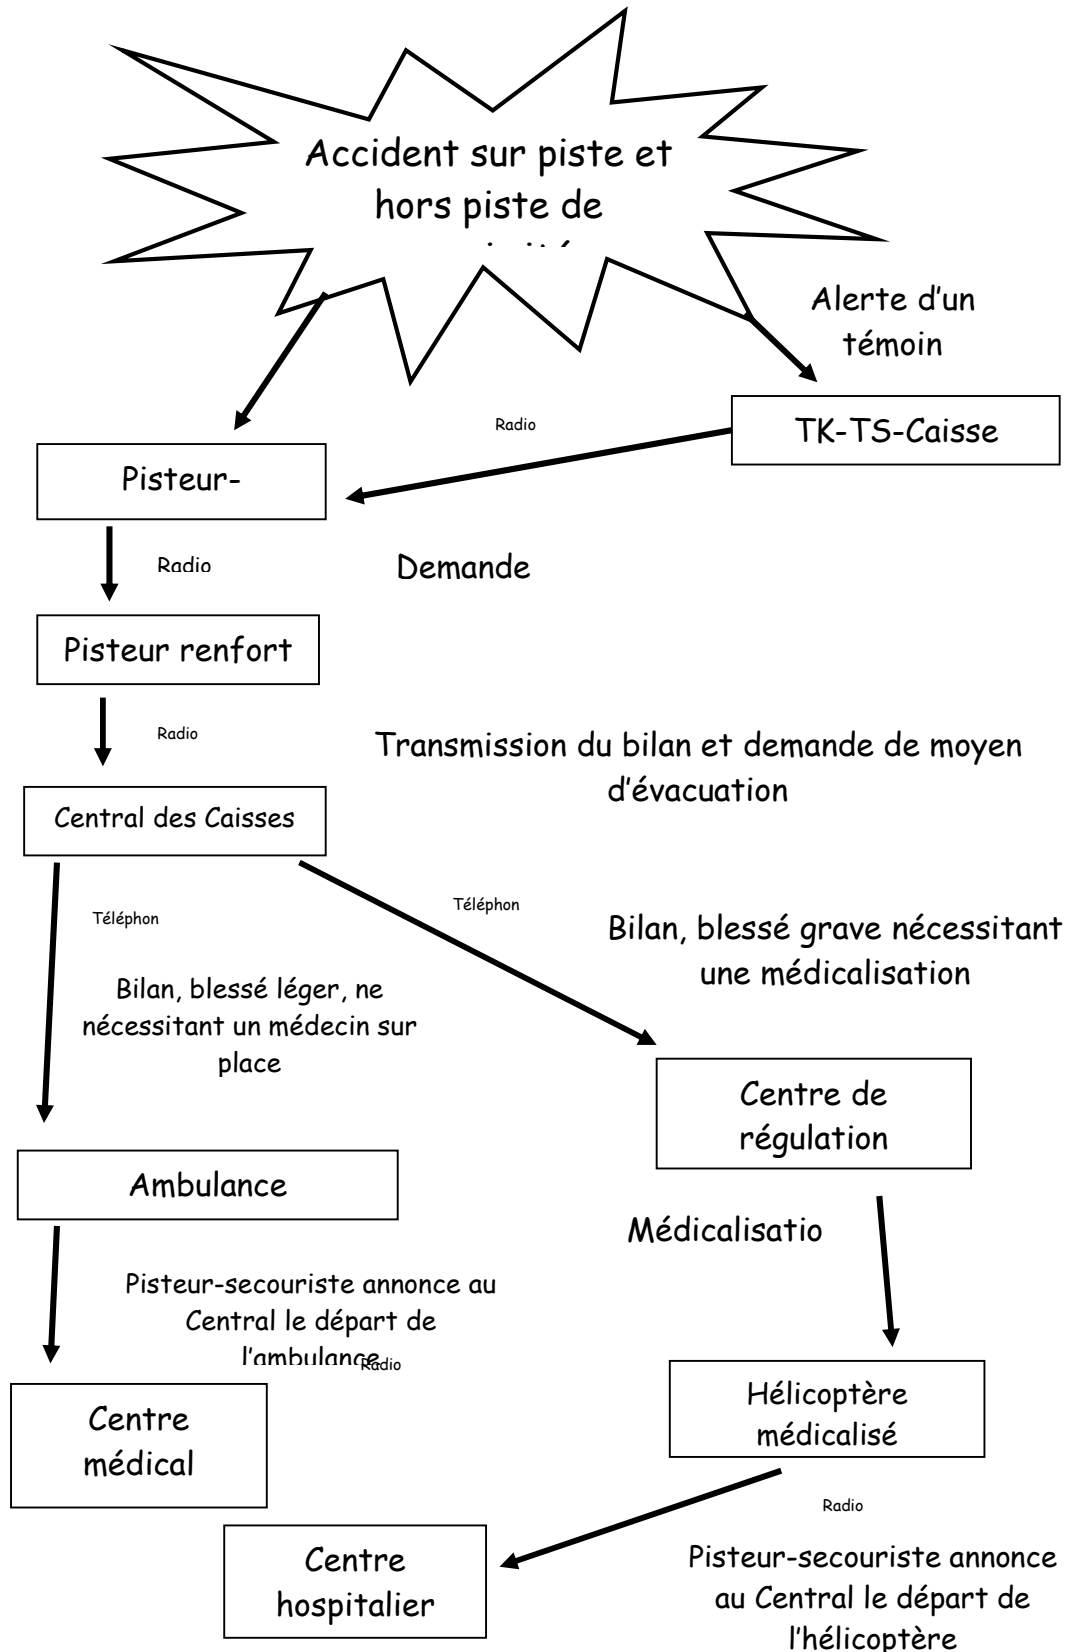 Accident sur piste et
hors piste de
Alerte d'un
témoin
Radio
TK-TS-Caisse
Pisteur-
Radio
Demande
Pisteur renfort
Radio
Transmission du bilan et demande de moyen
d'évacuation
Central des Caisses
Téléphon
Téléphon
Bilan, blessé grave nécessitant
une médicalisation
Bilan, blessé léger, ne
nécessitant un médecin sur
place
Centre de
régulation
Ambulance
Médicalisatio
Pisteur-secouriste annonce au
Central le départ de
l'ambulance
Radio
Hélicoptère
médicalisé
Centre
médical
Radio
Centre
hospitalier
Pisteur-secouriste annonce
au Central le départ de
l'hélicoptère